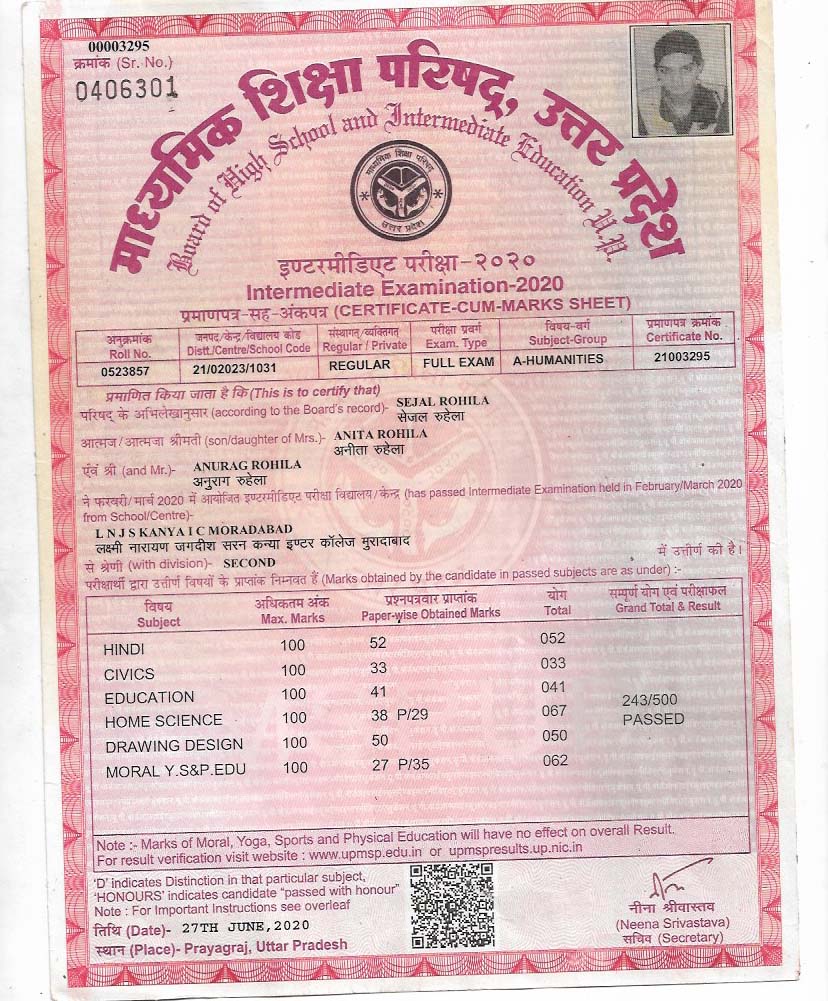 00003295
क्रमांक (Sr. No.)
0406301
माध्यमिक शिक्षा परिषद्, उत्तर प्रदेश
Board of High School and Intermediate Education U.P.
माध्यमिक शिक्षा परिषद्
उत्तर प्रदेश
इण्टरमीडिएट परीक्षा-२०२०
Intermediate Examination-2020
प्रमाणपत्र-सह-अंकपत्र (CERTIFICATE-CUM-MARKS SHEET)
अनुक्रमांक जनपद/केन्द्र/विद्यालय कोड संस्थागत्/व्यक्तिगत् परीक्षा प्रवर्ग विषय-वर्ग प्रमाणपत्र क्रमांक
Roll No. Distt./Centre/School Code Regular / Private Exam. Type Subject-Group Certificate No.
0523857 21/02023/1031 REGULAR FULL EXAM A-HUMANITIES 21003295
प्रमाणित किया जाता है कि (This is to certify that)
परिषद् के अभिलेखानुसार (according to the Board's record)- SEJAL ROHILA
सेजल रुहेला
आत्मज/आत्मजा श्रीमती (son/daughter of Mrs.)- ANITA ROHILA
अनीता रुहेला
एंवं श्री (and Mr.)- ANURAG ROHILA
अनुराग रुहेला
ने फरवरी/मार्च 2020 में आयोजित इण्टरमीडिएट परीक्षा विद्यालय/केन्द्र (has passed Intermediate Examination held in February/March 2020
from School/Centre)-
L N J S KANYA I C MORADABAD
लक्ष्मी नारायण जगदीश सरन कन्या इण्टर कॉलेज मुरादाबाद
से श्रेणी (with division)- SECOND में उत्तीर्ण की है।
परीक्षार्थी द्वारा उत्तीर्ण विषयों के प्राप्तांक निम्नवत हैं (Marks obtained by the candidate in passed subjects are as under) :-
विषय अधिकतम अंक प्रश्नपत्रवार प्राप्तांक योग सम्पूर्ण योग एवं परीक्षाफल
Subject Max. Marks Paper-wise Obtained Marks Total Grand Total & Result
HINDI 100 52 052
CIVICS 100 33 033
EDUCATION 100 41 041
243/500
HOME SCIENCE 100 38 P/29 067
PASSED
DRAWING DESIGN 100 50 050
MORAL Y.S&P.EDU 100 27 P/35 062
Note :- Marks of Moral, Yoga, Sports and Physical Education will have no effect on overall Result.
For result verification visit website : www.upmsp.edu.in or upmspresults.up.nic.in
'D' indicates Distinction in that particular subject,
'HONOURS' indicates candidate "passed with honour"
Note : For Important Instructions see overleaf
तिथि (Date)- 27TH JUNE,2020
स्थान (Place)- Prayagraj, Uttar Pradesh
नीना श्रीवास्तव
(Neena Srivastava)
सचिव (Secretary)